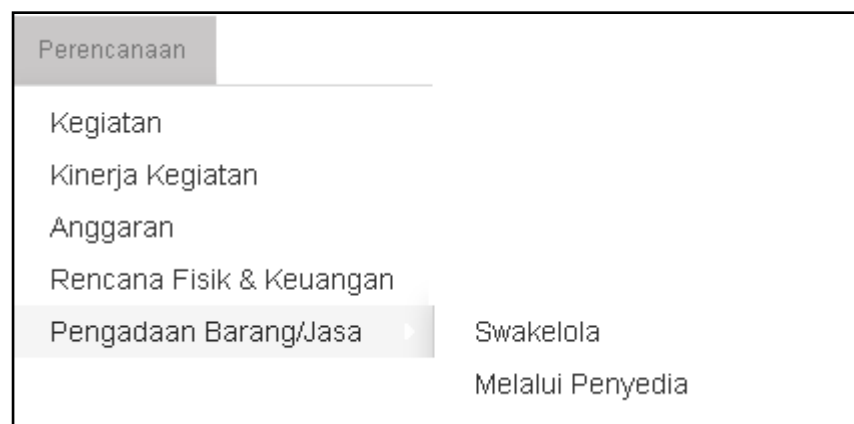 Perencanaan
Kegiatan
Kinerja Kegiatan
Anggaran
Rencana Fisik & Keuangan
Pengadaan Barang/Jasa
Swakelola
Melalui Penyedia